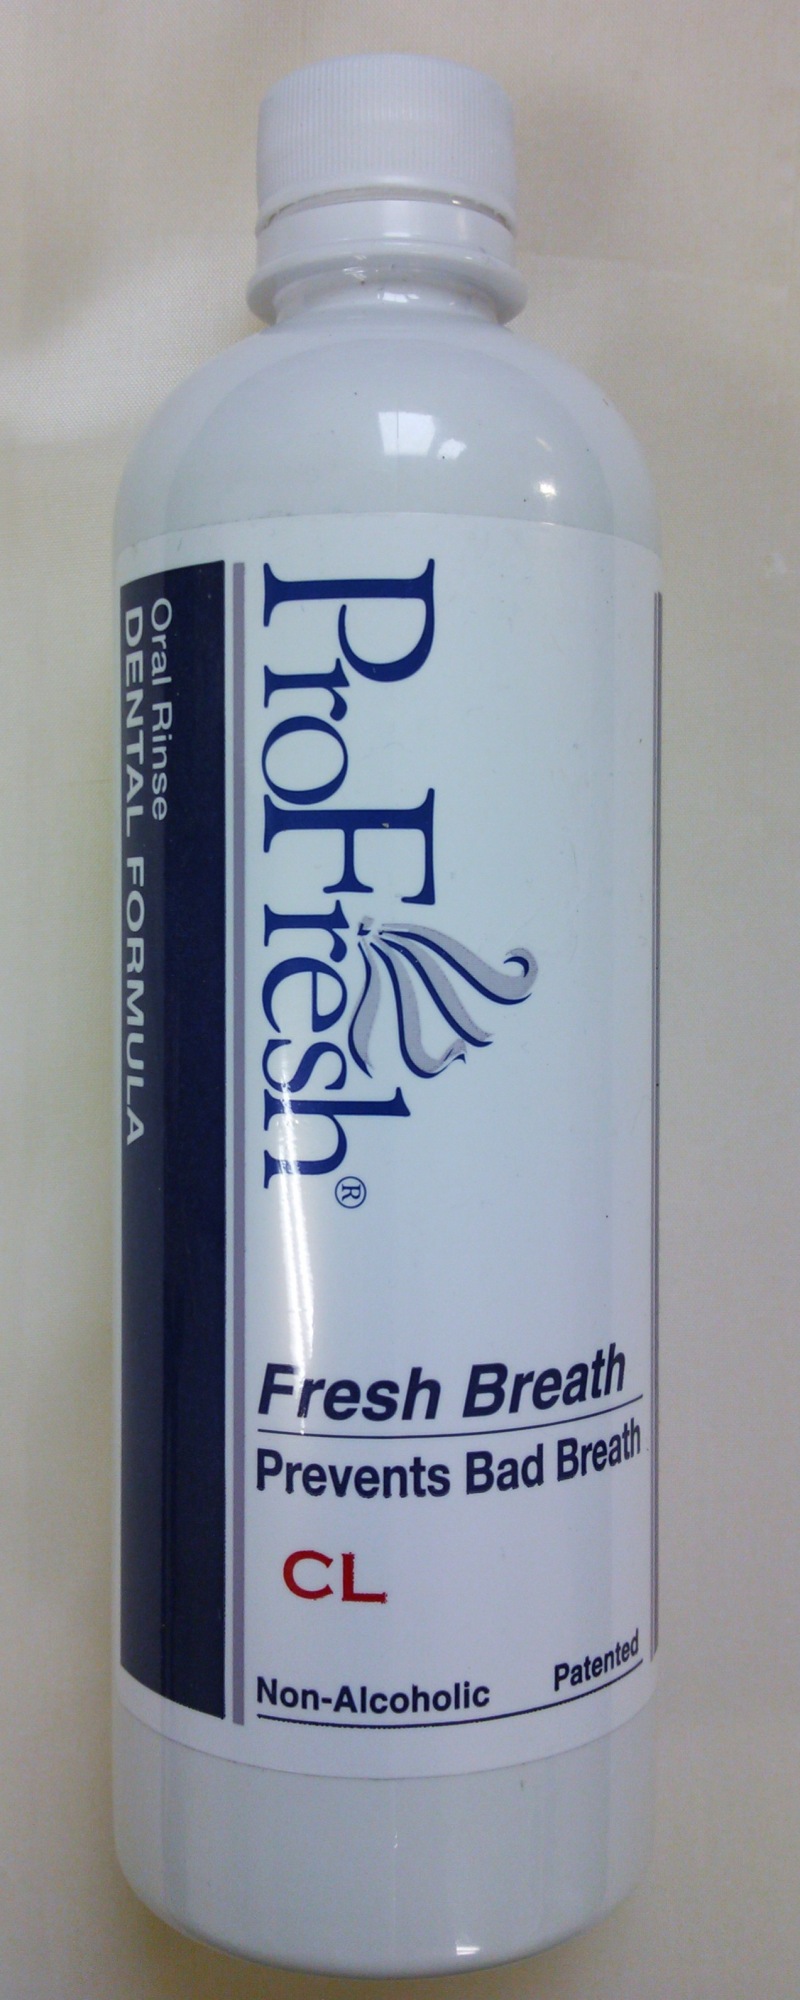 Oral Rinse
DENTAL FORMULA
ProFresh®
Fresh Breath
Prevents Bad Breath
CL
Non-Alcoholic
Patented